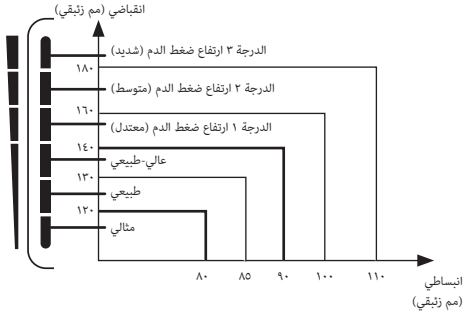 انقباضي (مم زئبقي)
الدرجة ٣ ارتفاع ضغط الدم (شديد)
١٨٠
الدرجة ٢ ارتفاع ضغط الدم (متوسط)
١٦٠
الدرجة ١ ارتفاع ضغط الدم (معتدل)
١٤٠
عالي-طبيعي
١٣٠
طبيعي
١٢٠
مثالي
٨٠ ٨٥ ٩٠ ١٠٠ ١١٠
انبساطي
(مم زئبقي)